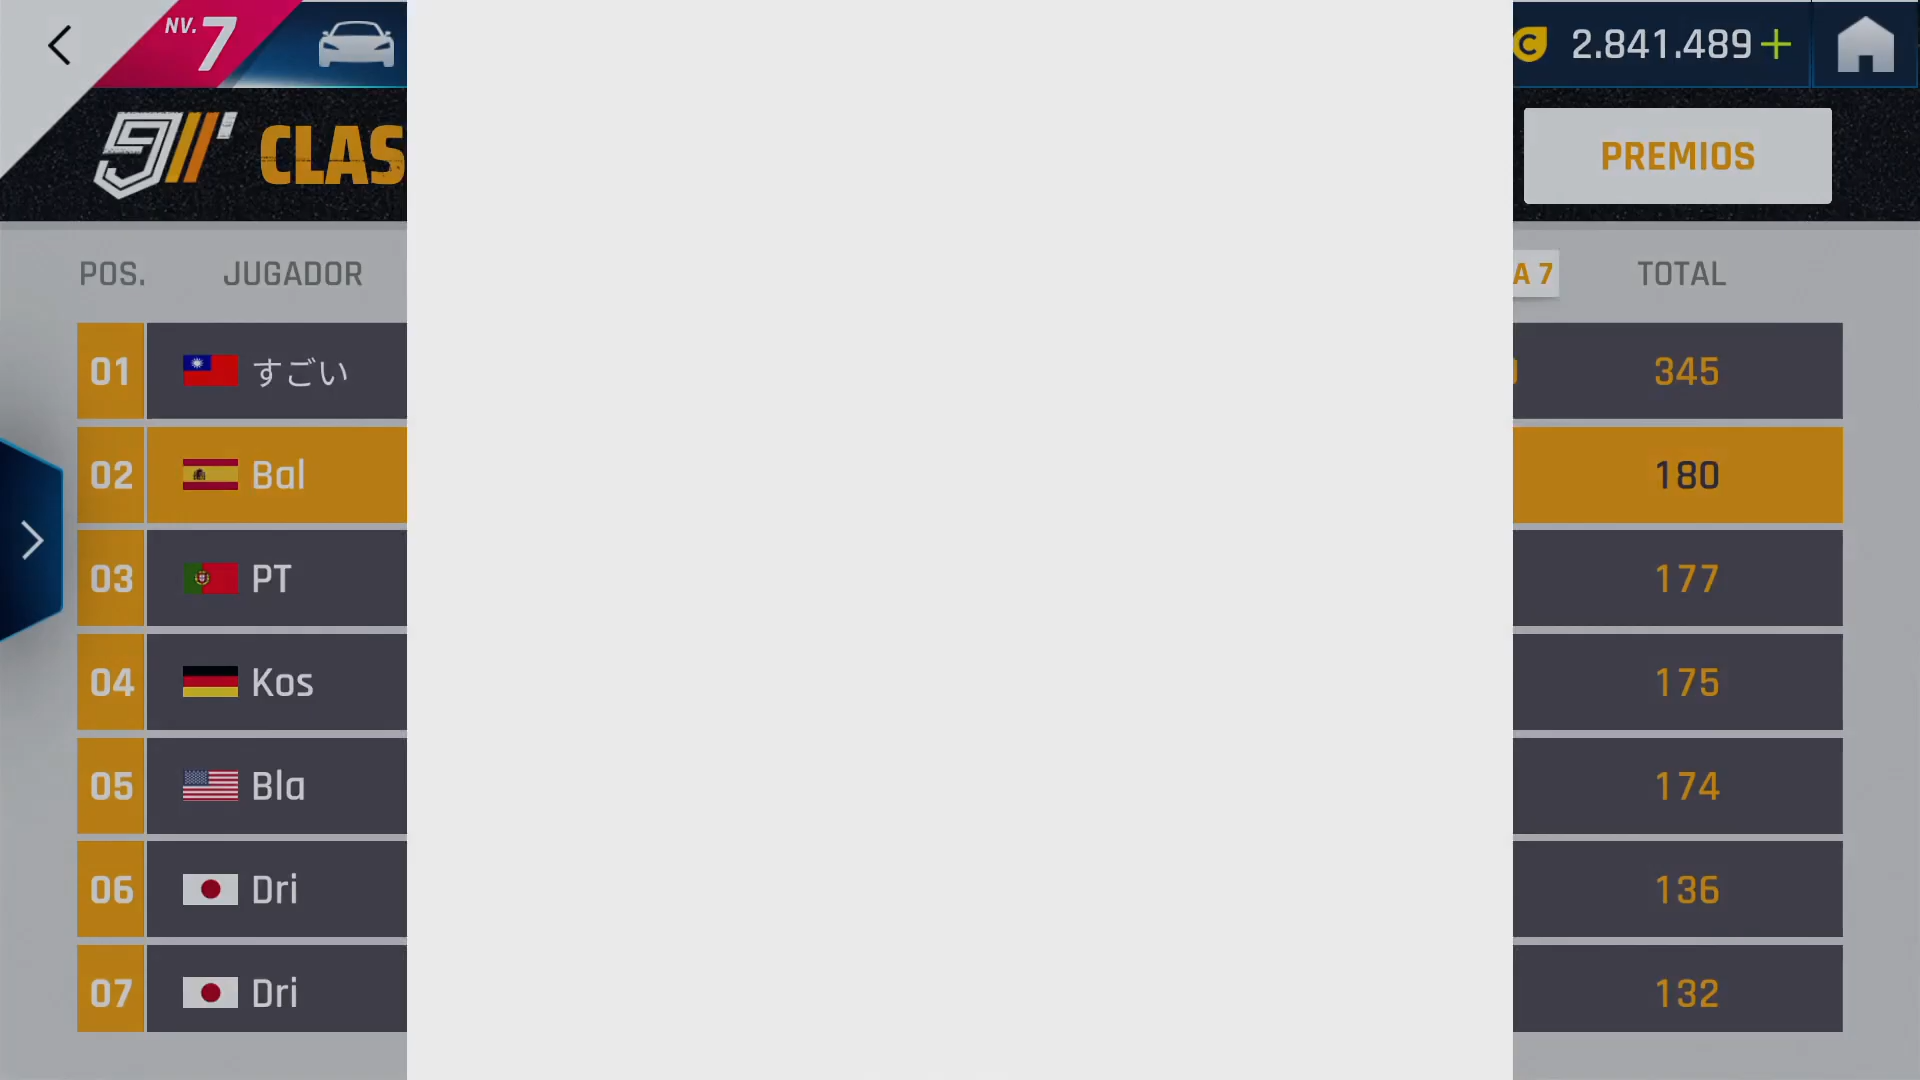 NV. 7
2.841.489
CLAS
PREMIOS
POS. JUGADOR A 7 TOTAL
01 すごい 345
02 Bal 180
03 PT 177
04 Kos 175
05 Bla 174
06 Dri 136
07 Dri 132